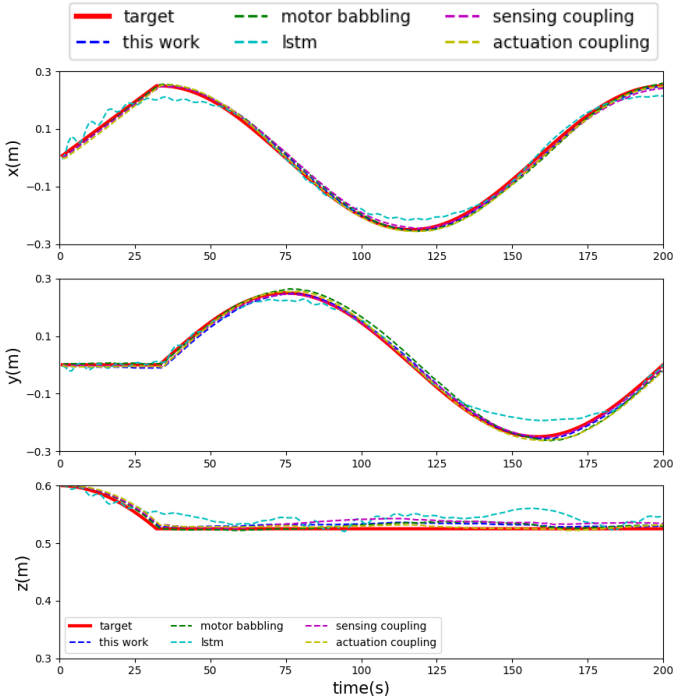 target motor babbling sensing coupling
this work lstm actuation coupling
0.3
0.1
−0.1
−0.3
x(m)
0 25 50 75 100 125 150 175 200
0.3
0.1
−0.1
−0.3
y(m)
0 25 50 75 100 125 150 175 200
0.6
0.5
0.4
0.3
z(m)
target motor babbling sensing coupling
this work lstm actuation coupling
0 25 50 75 100 125 150 175 200
time(s)